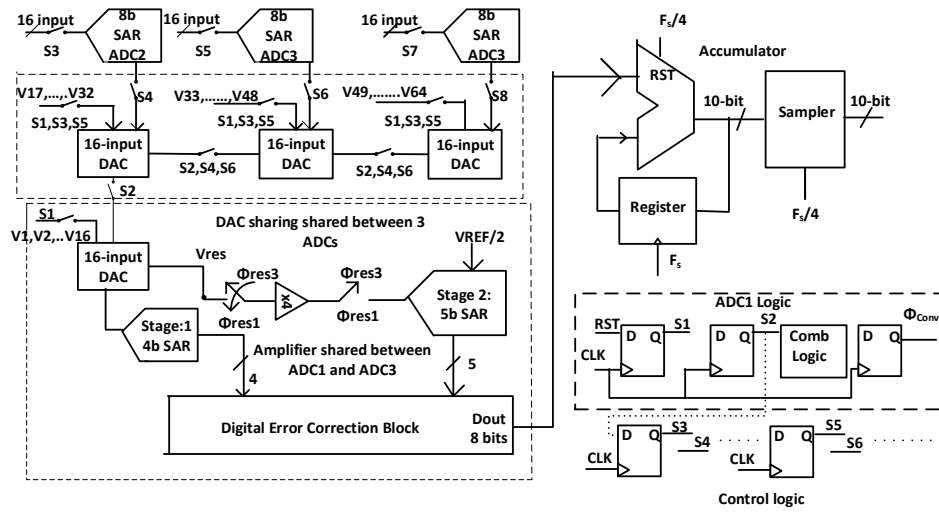 16 input
S3
8b
SAR
ADC2
16 input
S5
8b
SAR
ADC3
16 input
S7
8b
SAR
ADC3
S4
S6
S8
V17,...,.V32
S1,S3,S5
V33,......,V48
S1,S3,S5
V49,.......V64
S1,S3,S5
16-input
DAC
S2,S4,S6
16-input
DAC
S2,S4,S6
16-input
DAC
S2
S1
V1,V2,..V16
DAC sharing shared between 3
ADCs
16-input
DAC
Vres
Φres3
Φres1
x4
Φres3
Φres1
VREF/2
Stage 2:
5b SAR
Stage:1
4b SAR
Amplifier shared between
ADC1 and ADC3
4
5
Digital Error Correction Block
Dout
8 bits
Fs/4
Accumulator
RST
10-bit
Sampler
10-bit
Fs/4
Register
Fs
ADC1 Logic
RST
D Q
S1
CLK
D Q
S2
Comb
Logic
D Q
ΦConv
D Q
S3
S4
CLK
D Q
S5
S6
CLK
Control logic